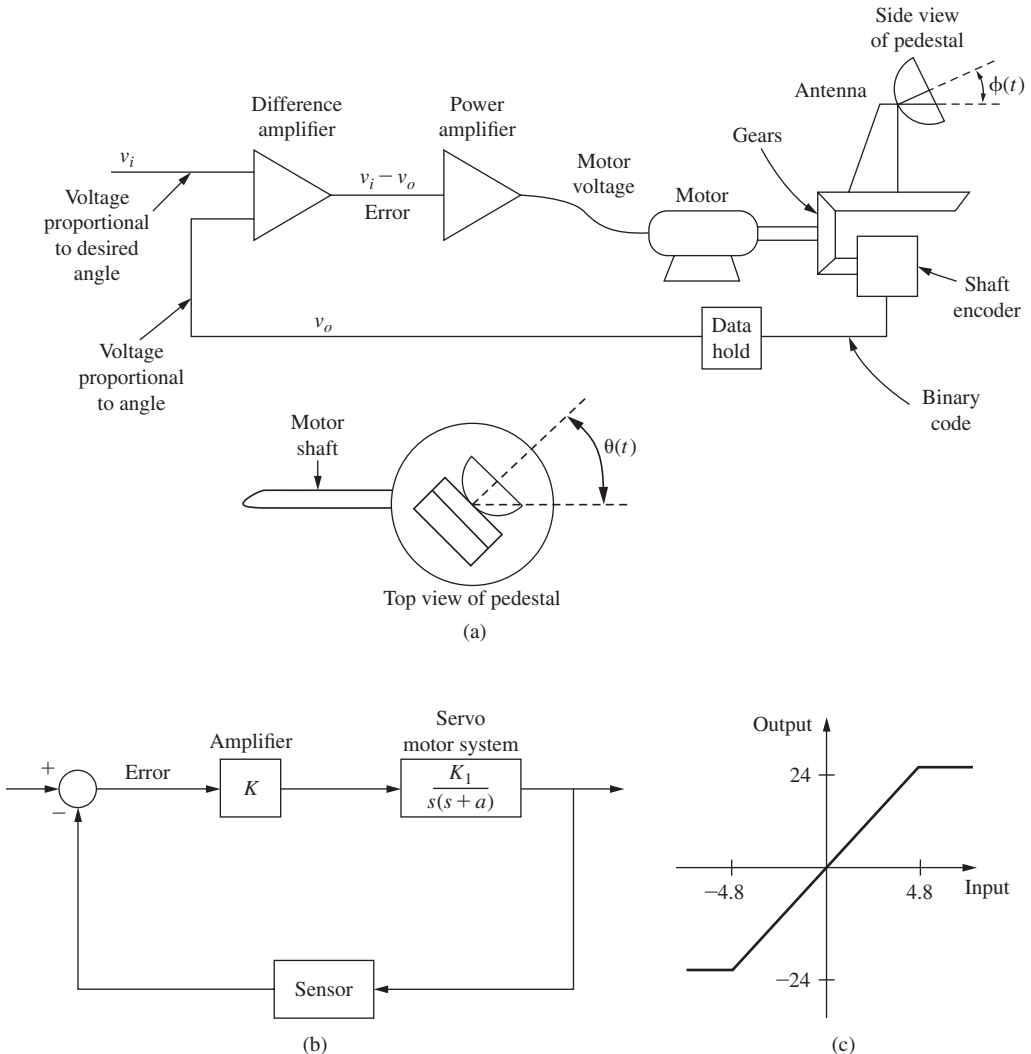 Side view
of pedestal
Antenna
ϕ(t)
Difference
amplifier
Power
amplifier
Gears
v_i
v_i − v_o
Error
Motor
voltage
Motor
Voltage
proportional
to desired
angle
Shaft
encoder
v_o
Data
hold
Voltage
proportional
to angle
Binary
code
Motor
shaft
θ(t)
Top view of pedestal
(a)
Servo
motor system
Amplifier
+
Error
K
K_1
s(s + a)
−
Sensor
(b)
Output
24
−4.8
4.8
Input
−24
(c)